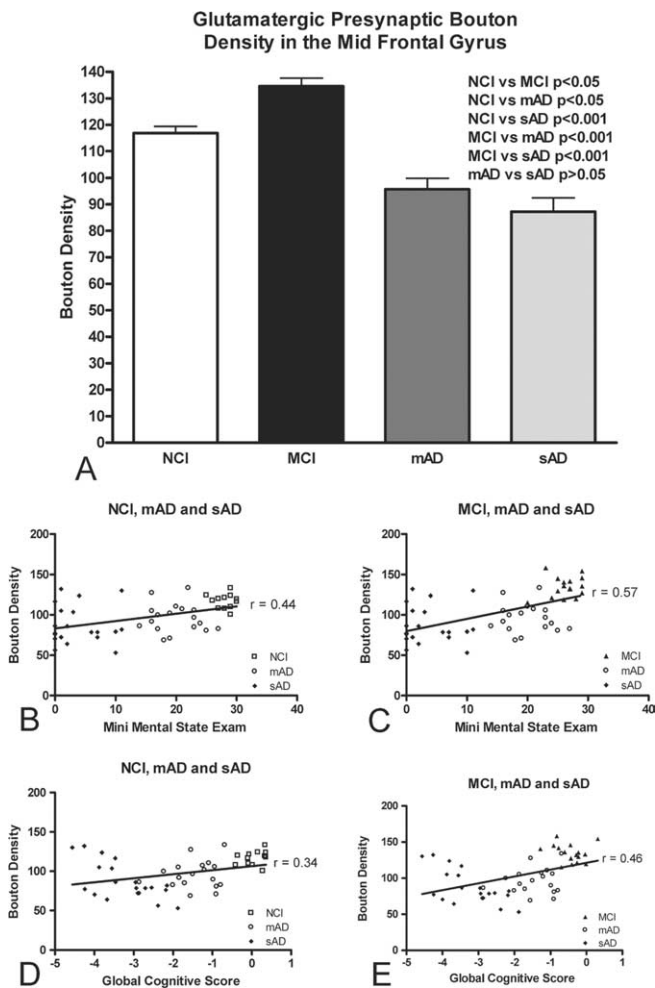 Glutamatergic Presynaptic Bouton
Density in the Mid Frontal Gyrus
NCI vs MCI p<0.05
NCI vs mAD p<0.05
NCI vs sAD p<0.001
MCI vs mAD p<0.001
MCI vs sAD p<0.001
mAD vs sAD p>0.05
Bouton Density
140
130
120
110
100
90
80
70
60
50
40
30
20
10
0
NCI MCI mAD sAD
A
NCI, mAD and sAD
Bouton Density
200
150
100
50
0
r = 0.44
NCI
mAD
sAD
0 10 20 30 40
Mini Mental State Exam
B
MCI, mAD and sAD
Bouton Density
200
150
100
50
0
r = 0.57
MCI
mAD
sAD
0 10 20 30 40
Mini Mental State Exam
C
NCI, mAD and sAD
Bouton Density
200
150
100
50
0
r = 0.34
NCI
mAD
sAD
-5 -4 -3 -2 -1 0 1
Global Cognitive Score
D
MCI, mAD and sAD
Bouton Density
200
150
100
50
0
r = 0.46
MCI
mAD
sAD
-5 -4 -3 -2 -1 0 1
Global Cognitive Score
E